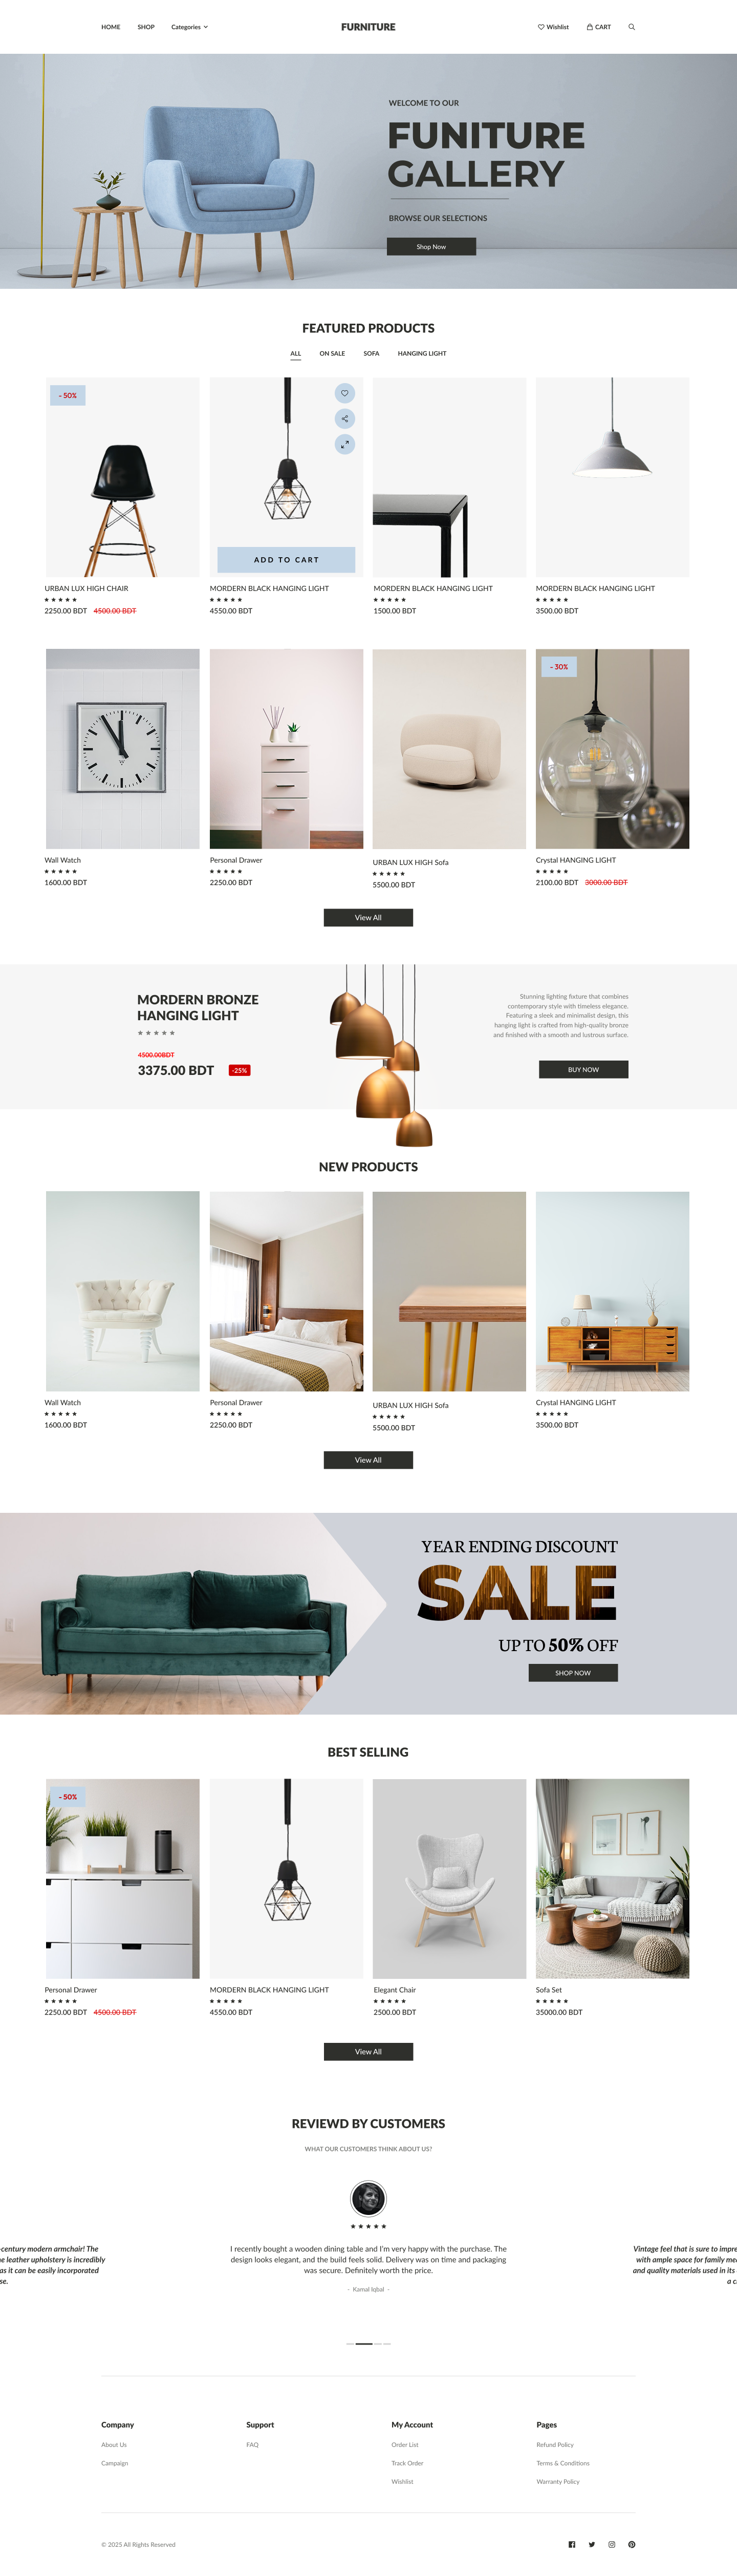 HOME SHOP Categories FURNITURE Wishlist CART
WELCOME TO OUR
FUNITURE
GALLERY
BROWSE OUR SELECTIONS
Shop Now
FEATURED PRODUCTS
ALL ON SALE SOFA HANGING LIGHT
- 50%
ADD TO CART
URBAN LUX HIGH CHAIR
2250.00 BDT 4500.00 BDT
MORDERN BLACK HANGING LIGHT
4550.00 BDT
MORDERN BLACK HANGING LIGHT
1500.00 BDT
MORDERN BLACK HANGING LIGHT
3500.00 BDT
- 30%
Wall Watch
1600.00 BDT
Personal Drawer
2250.00 BDT
URBAN LUX HIGH Sofa
5500.00 BDT
Crystal HANGING LIGHT
2100.00 BDT 3000.00 BDT
View All
MORDERN BRONZE
HANGING LIGHT
4500.00BDT
3375.00 BDT -25%
Stunning lighting fixture that combines
contemporary style with timeless elegance.
Featuring a sleek and minimalist design, this
hanging light is crafted from high-quality bronze
and finished with a smooth and lustrous surface.
BUY NOW
NEW PRODUCTS
Wall Watch
1600.00 BDT
Personal Drawer
2250.00 BDT
URBAN LUX HIGH Sofa
5500.00 BDT
Crystal HANGING LIGHT
3500.00 BDT
View All
YEAR ENDING DISCOUNT
SALE
UP TO 50% OFF
SHOP NOW
BEST SELLING
- 50%
Personal Drawer
2250.00 BDT 4500.00 BDT
MORDERN BLACK HANGING LIGHT
4550.00 BDT
Elegant Chair
2500.00 BDT
Sofa Set
35000.00 BDT
View All
REVIEWD BY CUSTOMERS
WHAT OUR CUSTOMERS THINK ABOUT US?
-century modern armchair! The
e leather upholstery is incredibly
as it can be easily incorporated
se.
I recently bought a wooden dining table and I'm very happy with the purchase. The
design looks elegant, and the build feels solid. Delivery was on time and packaging
was secure. Definitely worth the price.
- Kamal Iqbal -
Vintage feel that is sure to impre
with ample space for family mea
and quality materials used in its
a c
Company
About Us
Campaign
Support
FAQ
My Account
Order List
Track Order
Wishlist
Pages
Refund Policy
Terms & Conditions
Warranty Policy
© 2025 All Rights Reserved